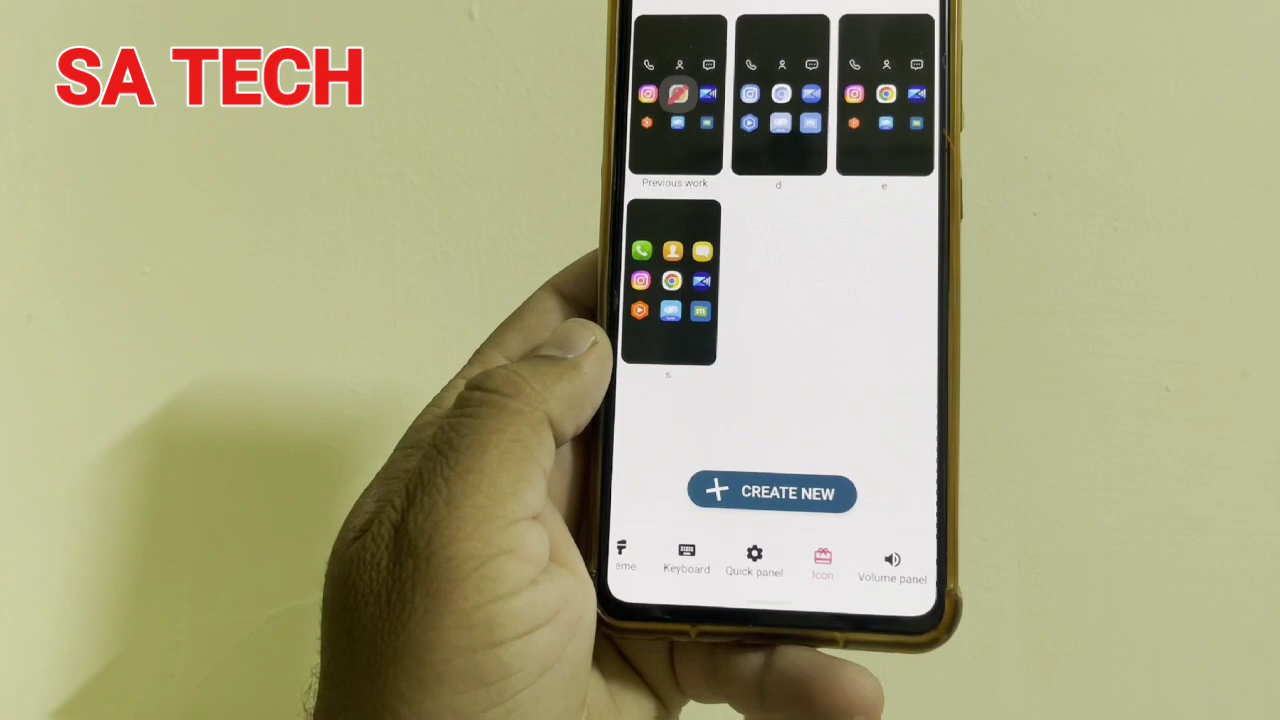 SA TECH
Previous work
d
e
s
CREATE NEW
eme
Keyboard
Quick panel
Icon
Volume panel